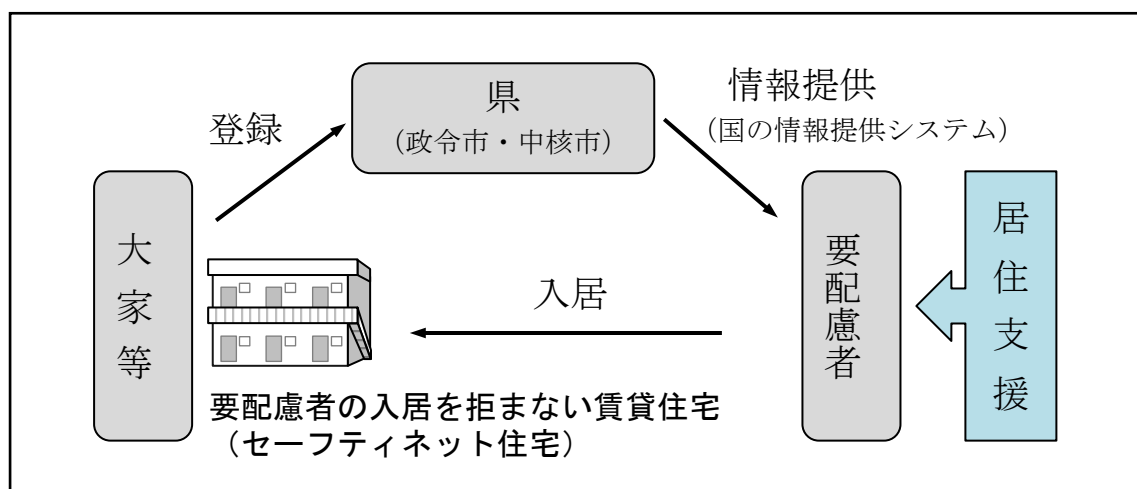 県
（政令市・中核市）
登録
情報提供
（国の情報提供システム）
大家等
入居
要配慮者
居住支援
要配慮者の入居を拒まない賃貸住宅
（セーフティネット住宅）